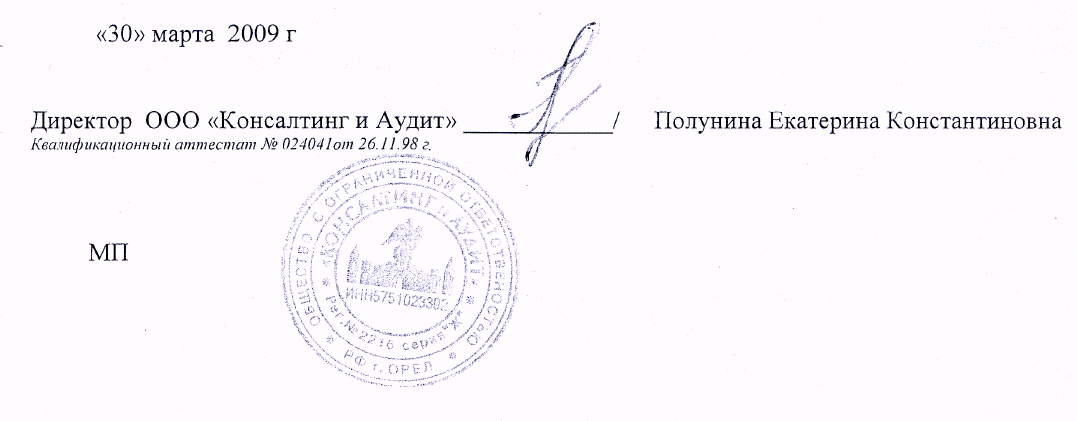 «30» марта 2009 г
Директор ООО «Консалтинг и Аудит» ____________/ Полунина Екатерина Константиновна
Квалификационный аттестат № 024041от 26.11.98 г.
МП
ОБЩЕСТВО С ОГРАНИЧЕННОЙ ОТВЕТСТВЕНОСТЬЮ
«КОНСАЛТИНГ и АУДИТ»
ИНН5751023302
Рег.№2216 серия"Ж"
РФ г. ОРЕЛ